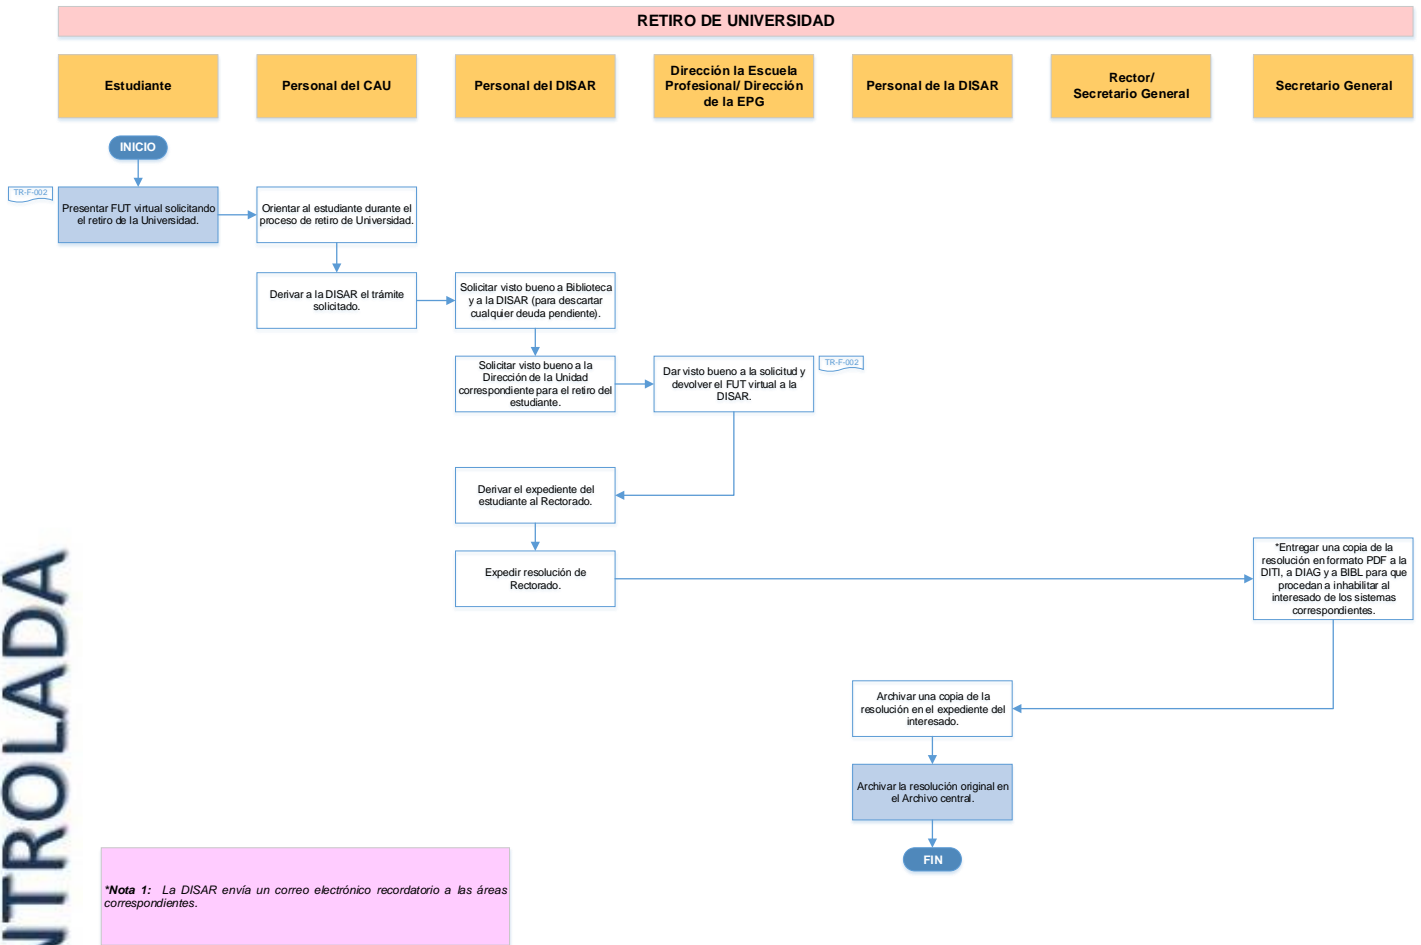 RETIRO DE UNIVERSIDAD
Estudiante
Personal del CAU
Personal del DISAR
Dirección la Escuela
Profesional/ Dirección
de la EPG
Personal de la DISAR
Rector/
Secretario General
Secretario General
INICIO
TR-F-002
Presentar FUT virtual solicitando
el retiro de la Universidad.
Orientar al estudiante durante el
proceso de retiro de Universidad.
Derivar a la DISAR el trámite
solicitado.
Solicitar visto bueno a Biblioteca
y a la DISAR (para descartar
cualquier deuda pendiente).
Solicitar visto bueno a la
Dirección de la Unidad
correspondiente para el retiro del
estudiante.
Dar visto bueno a la solicitud y
devolver el FUT virtual a la
DISAR.
TR-F-002
Derivar el expediente del
estudiante al Rectorado.
Expedir resolución de
Rectorado.
*Entregar una copia de la
resolución en formato PDF a la
DITI, a DIAG y a BIBL para que
procedan a inhabilitar al
interesado de los sistemas
correspondientes.
Archivar una copia de la
resolución en el expediente del
interesado.
Archivar la resolución original en
el Archivo central.
FIN
*Nota 1: La DISAR envía un correo electrónico recordatorio a las áreas
correspondientes.
NTROLADA